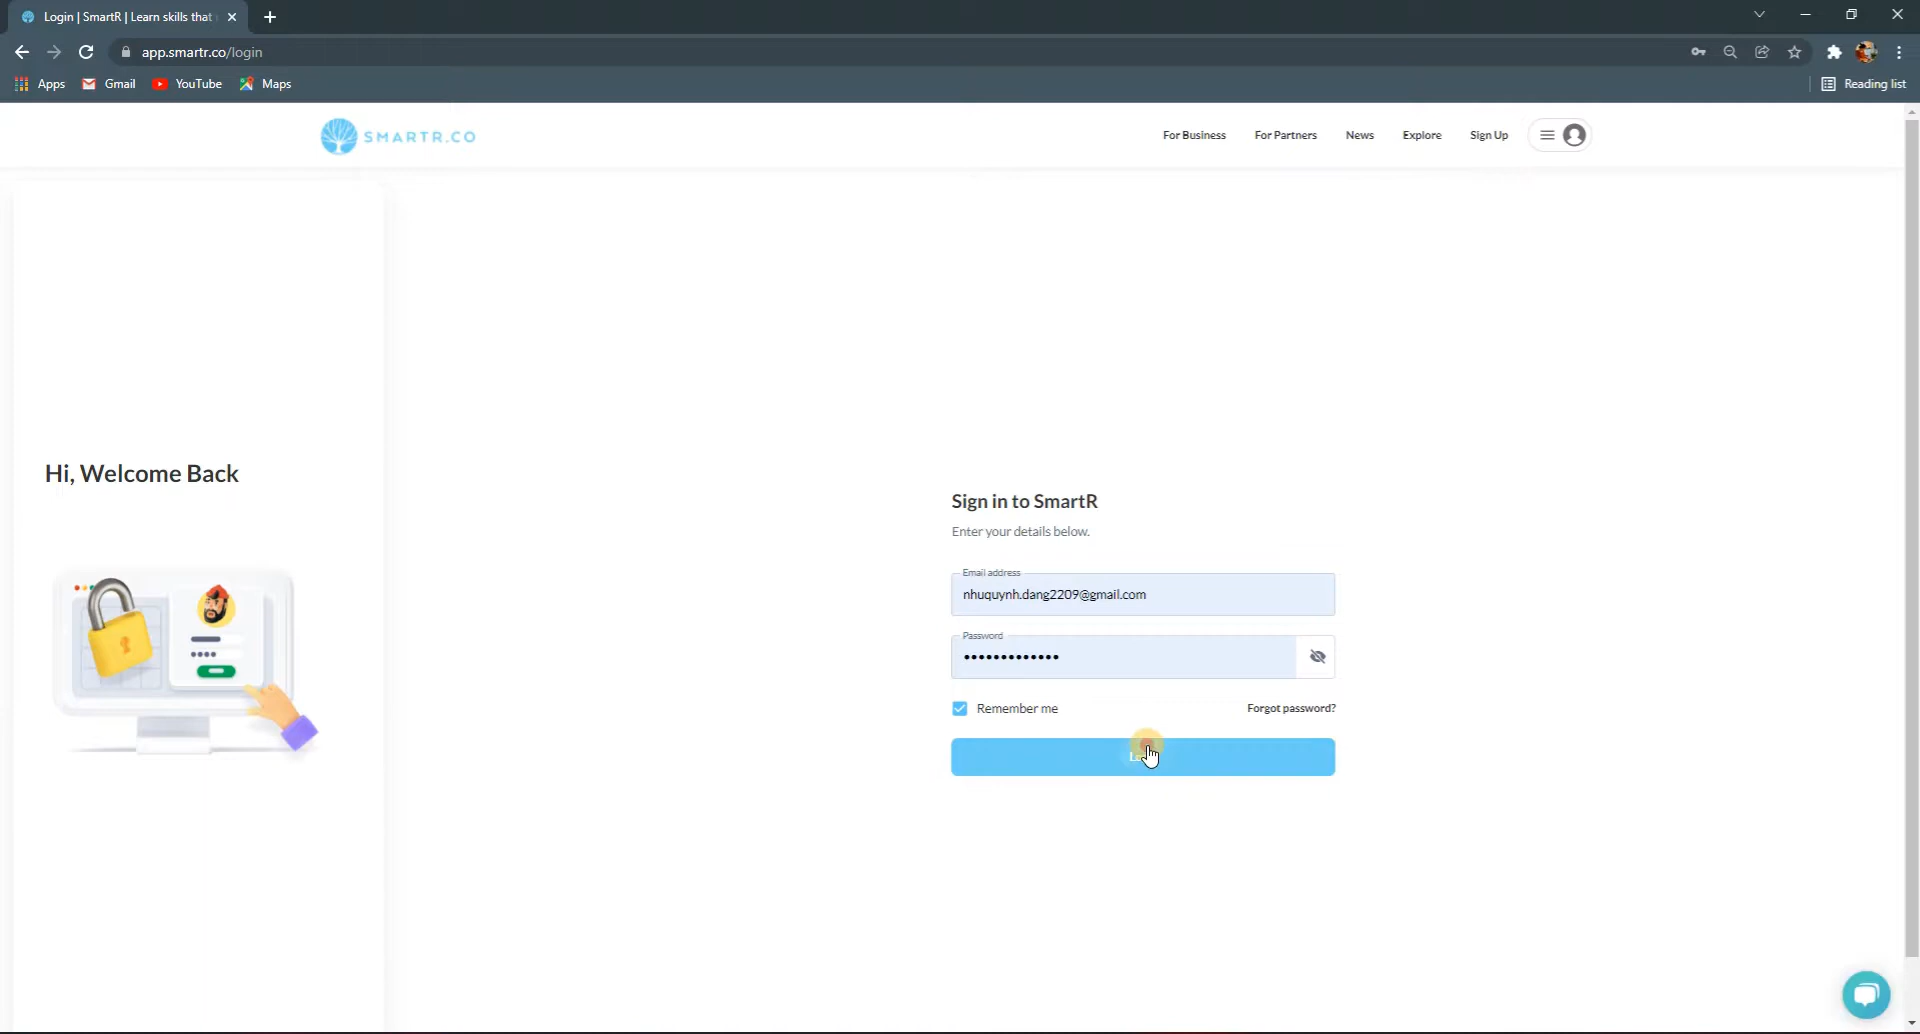 Login | SmartR | Learn skills that
app.smartr.co/login
Apps Gmail YouTube Maps Reading list
SMARTR.CO For Business For Partners News Explore Sign Up
Hi, Welcome Back
Sign in to SmartR
Enter your details below.
Email address
nhuquynh.dang2209@gmail.com
Password
Remember me Forgot password?